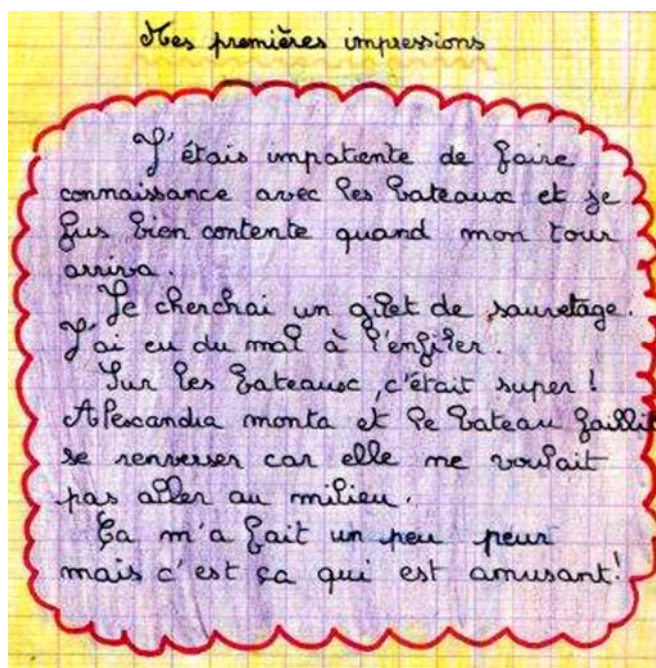 Mes premières impressions
J'étais impatiente de faire
connaissance avec les bateaux et je
fus bien contente quand mon tour
arriva.
Je cherchai un gilet de sauvetage.
J'ai eu du mal à l'enfiler.
Sur les bateaux, c'était super !
Alexandra monta et le bateau faillit
se renverser car elle ne voulait
pas aller au milieu.
Ça m'a fait un peu peur
mais c'est ça qui est amusant!